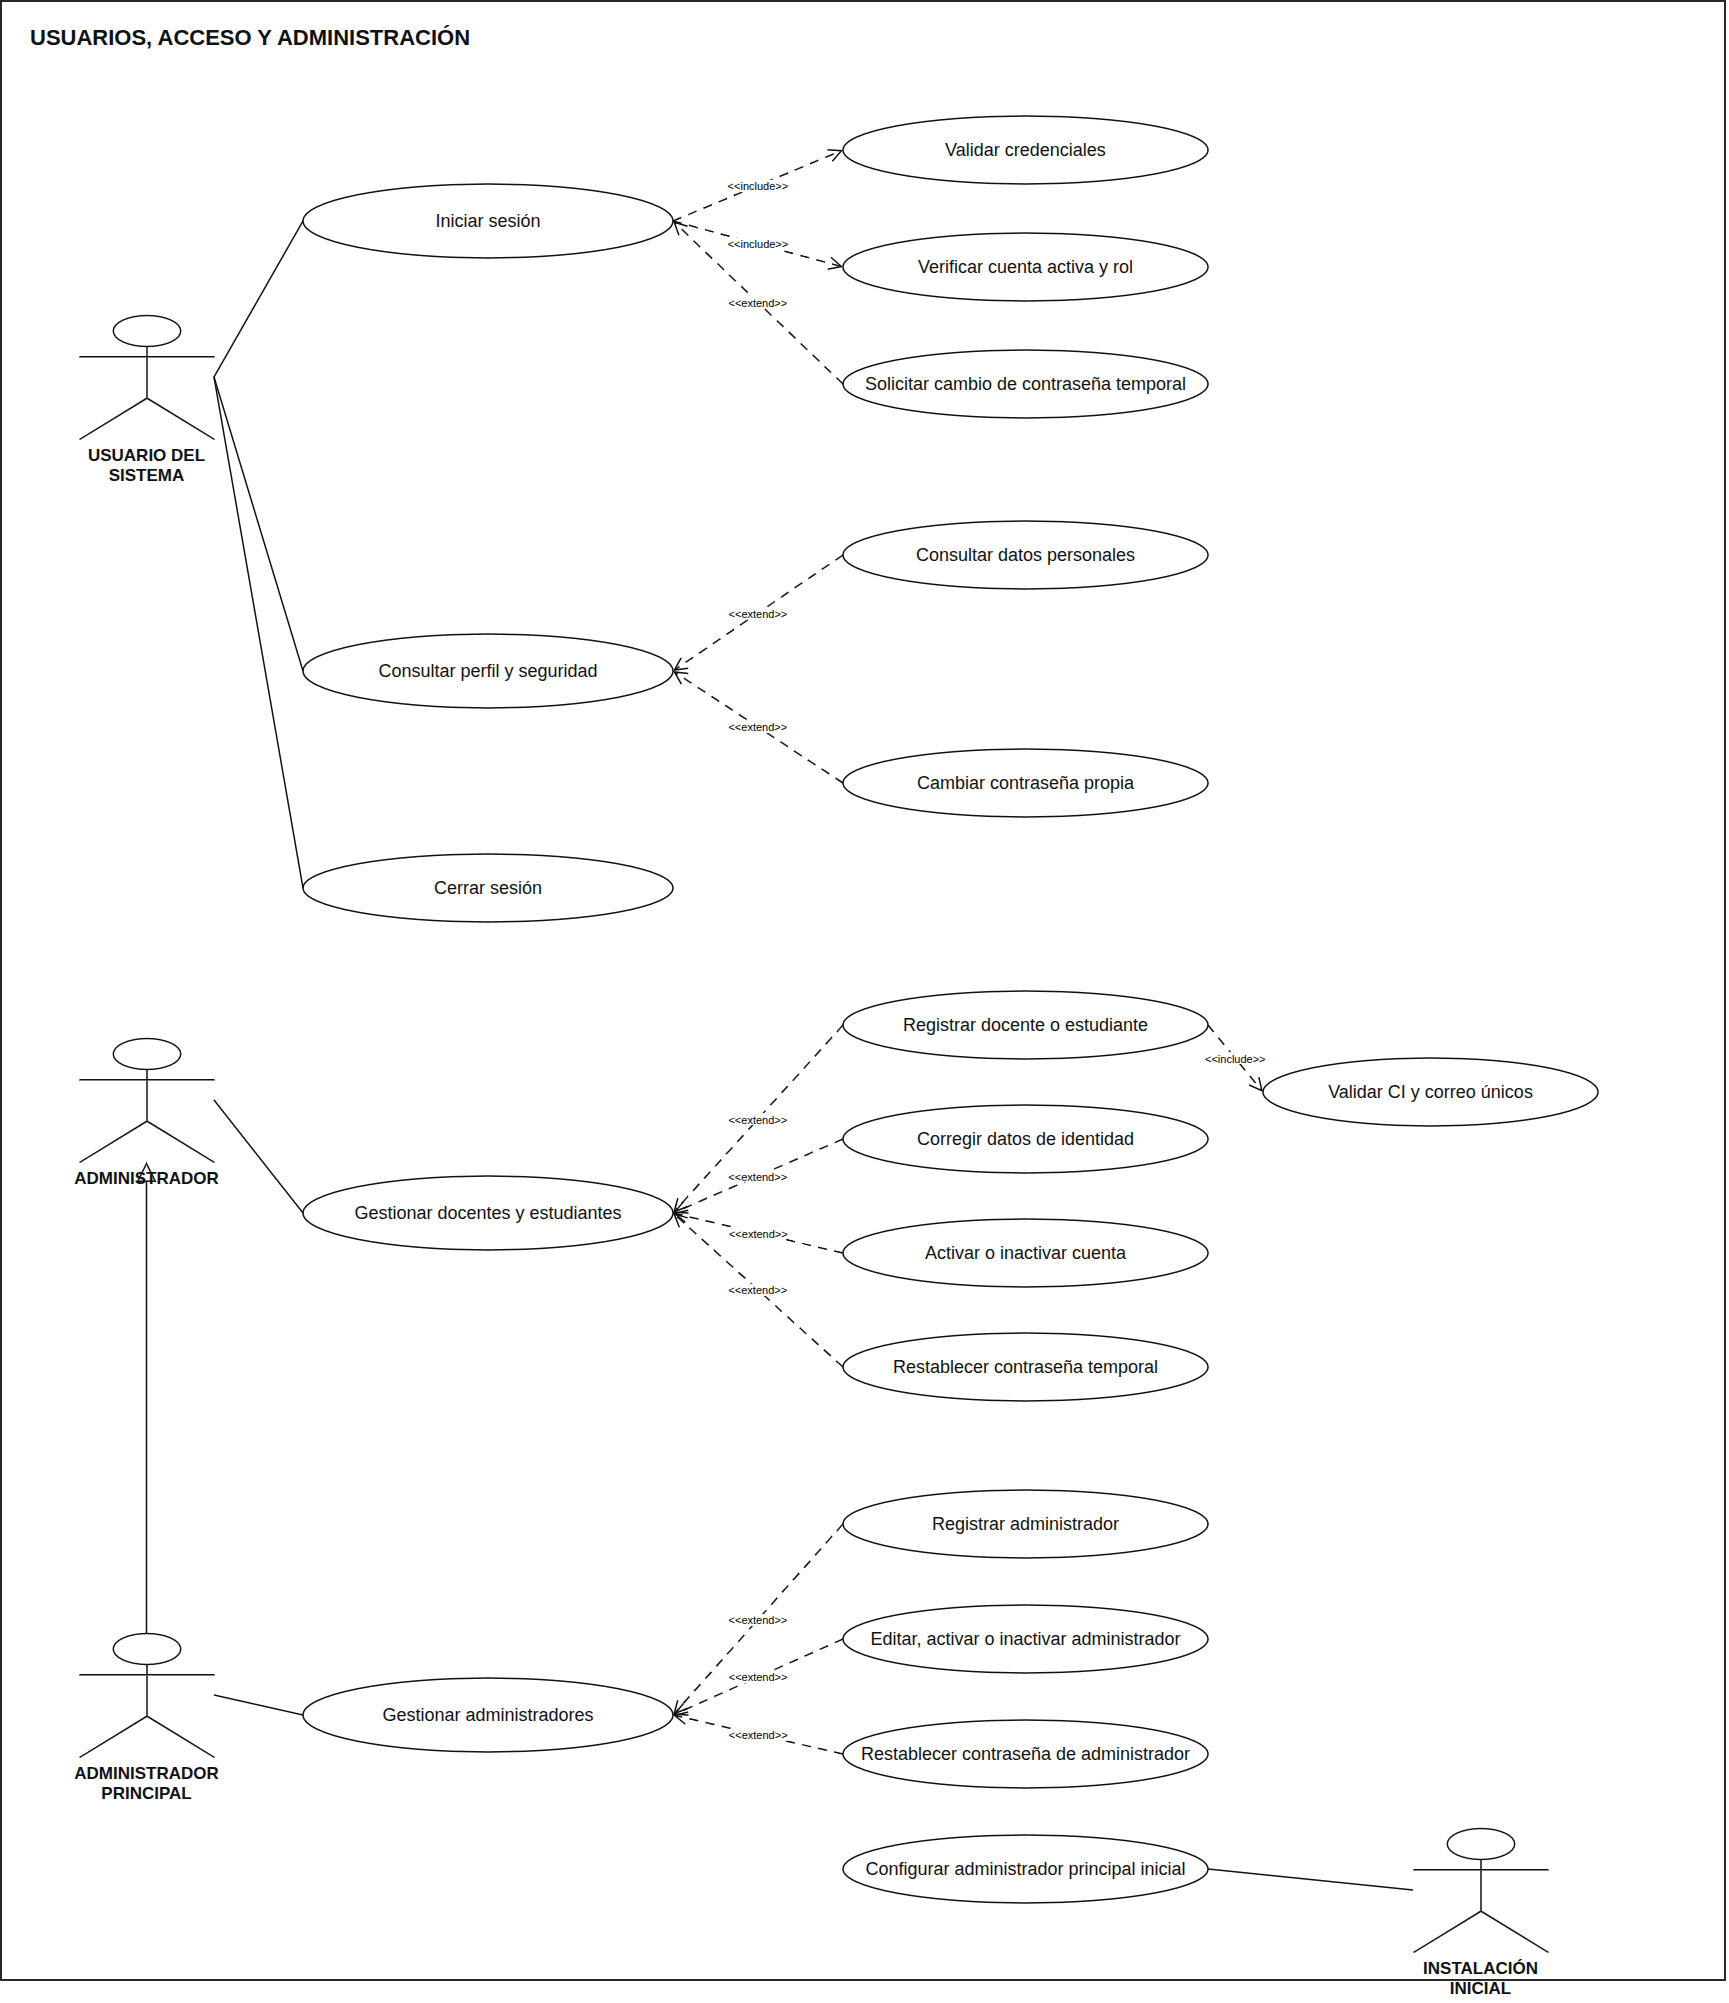 USUARIOS, ACCESO Y ADMINISTRACIÓN
Validar credenciales
<<include>>
Iniciar sesión
<<include>>
Verificar cuenta activa y rol
<<extend>>
Solicitar cambio de contraseña temporal
USUARIO DEL
SISTEMA
Consultar datos personales
<<extend>>
Consultar perfil y seguridad
<<extend>>
Cambiar contraseña propia
Cerrar sesión
Registrar docente o estudiante
<<include>>
Validar CI y correo únicos
<<extend>>
Corregir datos de identidad
<<extend>>
ADMINISTRADOR
Gestionar docentes y estudiantes
<<extend>>
Activar o inactivar cuenta
<<extend>>
Restablecer contraseña temporal
Registrar administrador
<<extend>>
Editar, activar o inactivar administrador
<<extend>>
Gestionar administradores
<<extend>>
Restablecer contraseña de administrador
ADMINISTRADOR
PRINCIPAL
Configurar administrador principal inicial
INSTALACIÓN
INICIAL